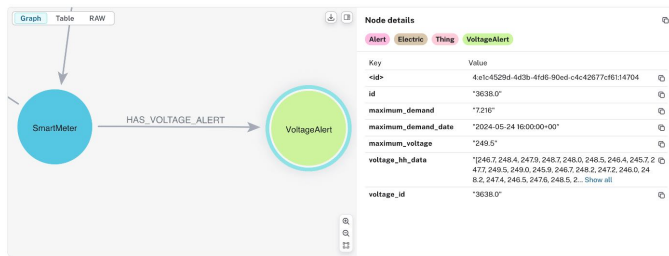 Graph Table RAW
SmartMeter
HAS_VOLTAGE_ALERT
VoltageAlert
Node details
Alert Electric Thing VoltageAlert
Key Value
<id> 4:e1c4529d-4d3b-4fd6-90ed-c4c42677cf61:14704
id "3638.0"
maximum_demand "7.216"
maximum_demand_date "2024-05-24 16:00:00+00"
maximum_voltage "249.5"
voltage_hh_data "[246.7, 248.4, 247.9, 248.7, 248.0, 248.5, 246.4, 245.7, 2
47.7, 249.5, 249.0, 245.9, 246.7, 248.2, 247.2, 246.0, 24
8.2, 247.4, 246.5, 247.6, 248.5, 2... Show all
voltage_id "3638.0"